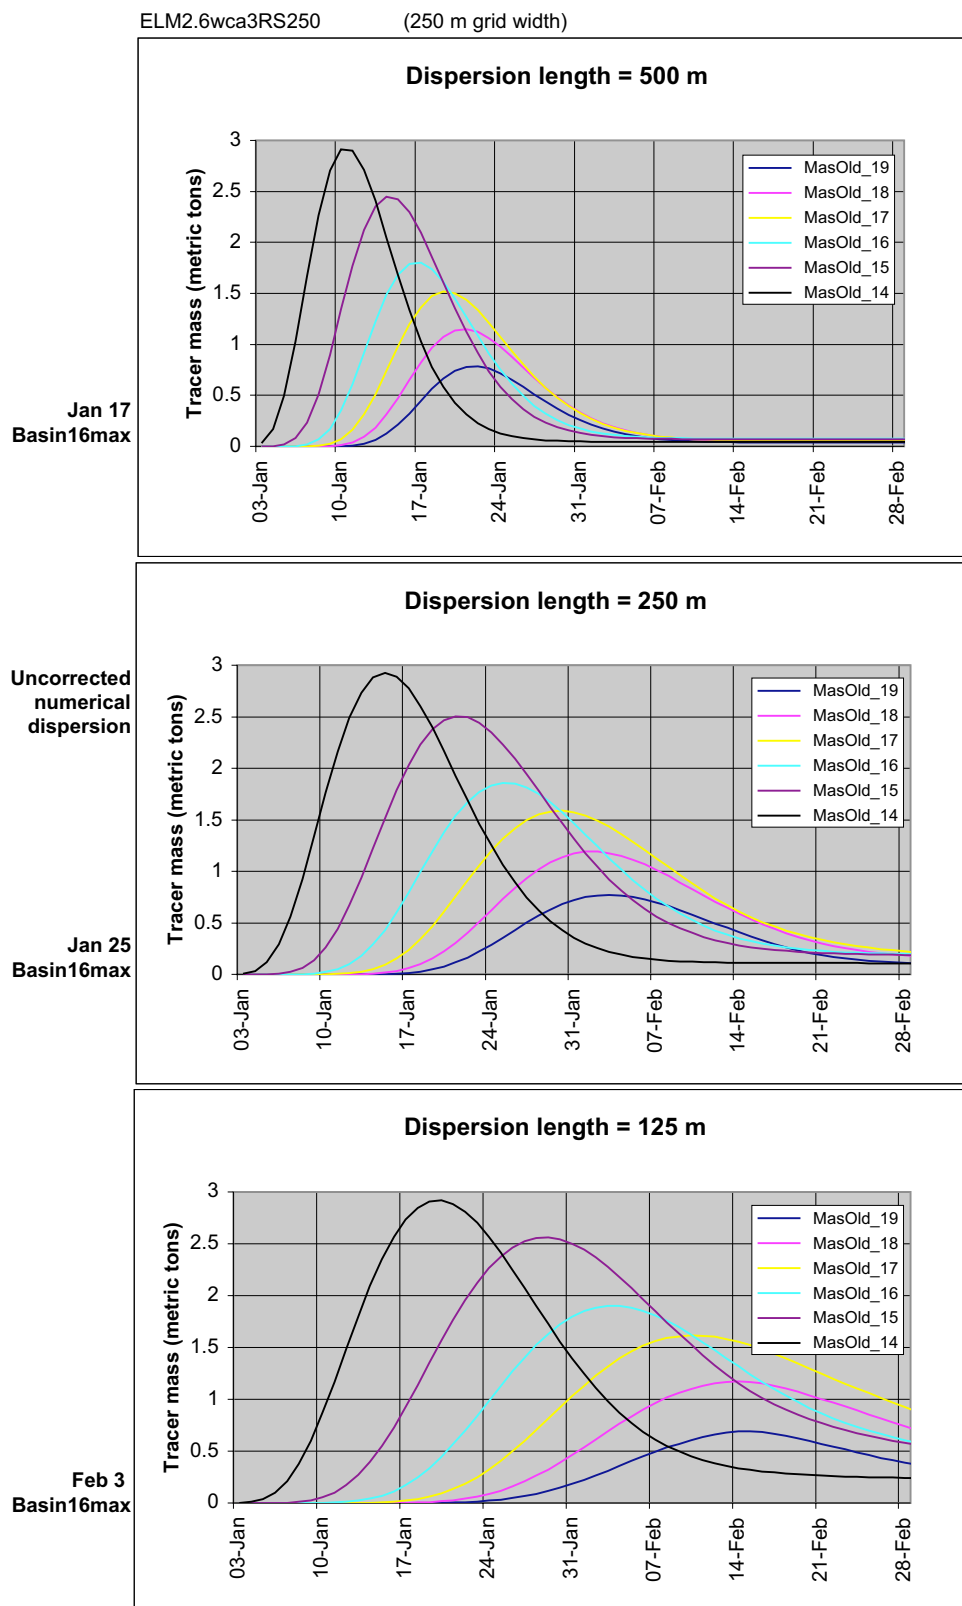 ELM2.6wca3RS250 (250 m grid width)
Dispersion length = 500 m
Tracer mass (metric tons)
3
2.5
2
1.5
1
0.5
0
03-Jan
10-Jan
17-Jan
24-Jan
31-Jan
07-Feb
14-Feb
21-Feb
28-Feb
MasOld_19
MasOld_18
MasOld_17
MasOld_16
MasOld_15
MasOld_14
Jan 17
Basin16max
Dispersion length = 250 m
Uncorrected
numerical
dispersion
Tracer mass (metric tons)
3
2.5
2
1.5
1
0.5
0
03-Jan
10-Jan
17-Jan
24-Jan
31-Jan
07-Feb
14-Feb
21-Feb
28-Feb
MasOld_19
MasOld_18
MasOld_17
MasOld_16
MasOld_15
MasOld_14
Jan 25
Basin16max
Dispersion length = 125 m
Tracer mass (metric tons)
3
2.5
2
1.5
1
0.5
0
03-Jan
10-Jan
17-Jan
24-Jan
31-Jan
07-Feb
14-Feb
21-Feb
28-Feb
MasOld_19
MasOld_18
MasOld_17
MasOld_16
MasOld_15
MasOld_14
Feb 3
Basin16max